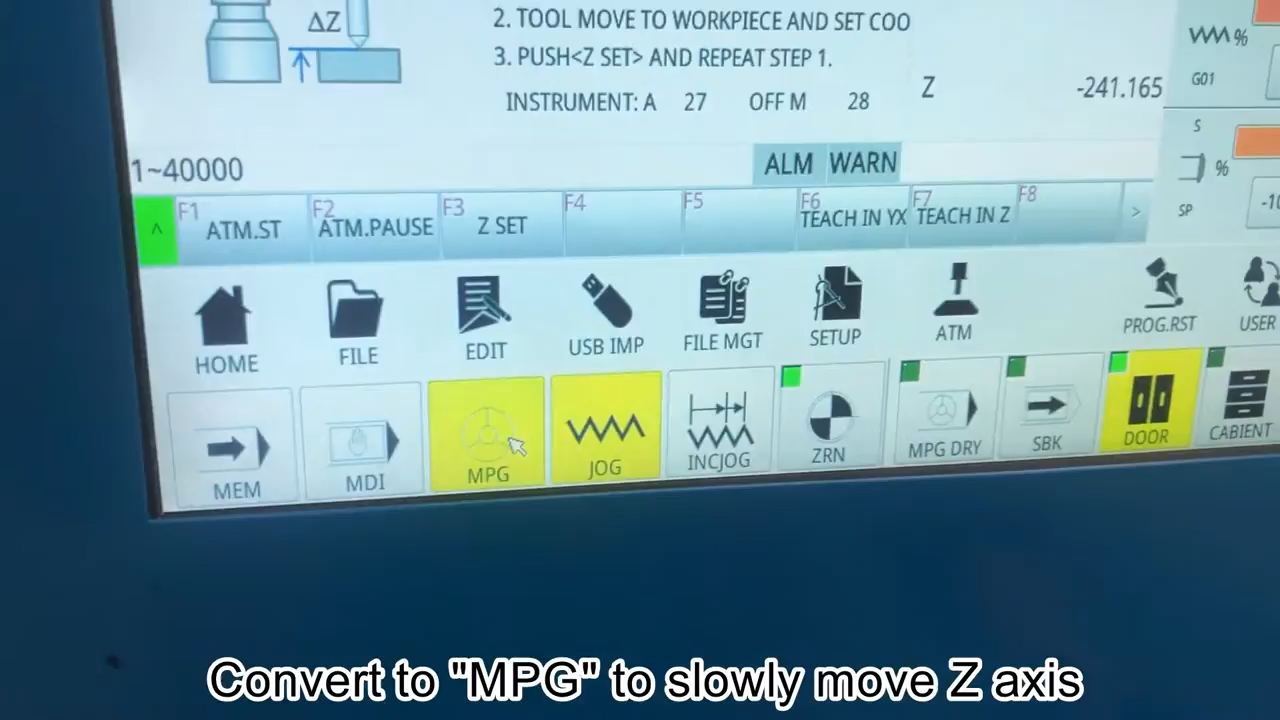 ΔZ
2. TOOL MOVE TO WORKPIECE AND SET COO
3. PUSH<Z SET> AND REPEAT STEP 1.
INSTRUMENT: A 27 OFF M 28
Z -241.165
%
G01
S
%
SP
-10
1~40000
ALM WARN
^ F1 ATM.ST F2 ATM.PAUSE F3 Z SET F4 F5 F6 TEACH IN YX F7 TEACH IN Z F8 >
HOME FILE EDIT USB IMP FILE MGT SETUP ATM PROG.RST USER
MEM MDI MPG JOG INCJOG ZRN MPG DRY SBK DOOR CABIENT
Convert to "MPG" to slowly move Z axis